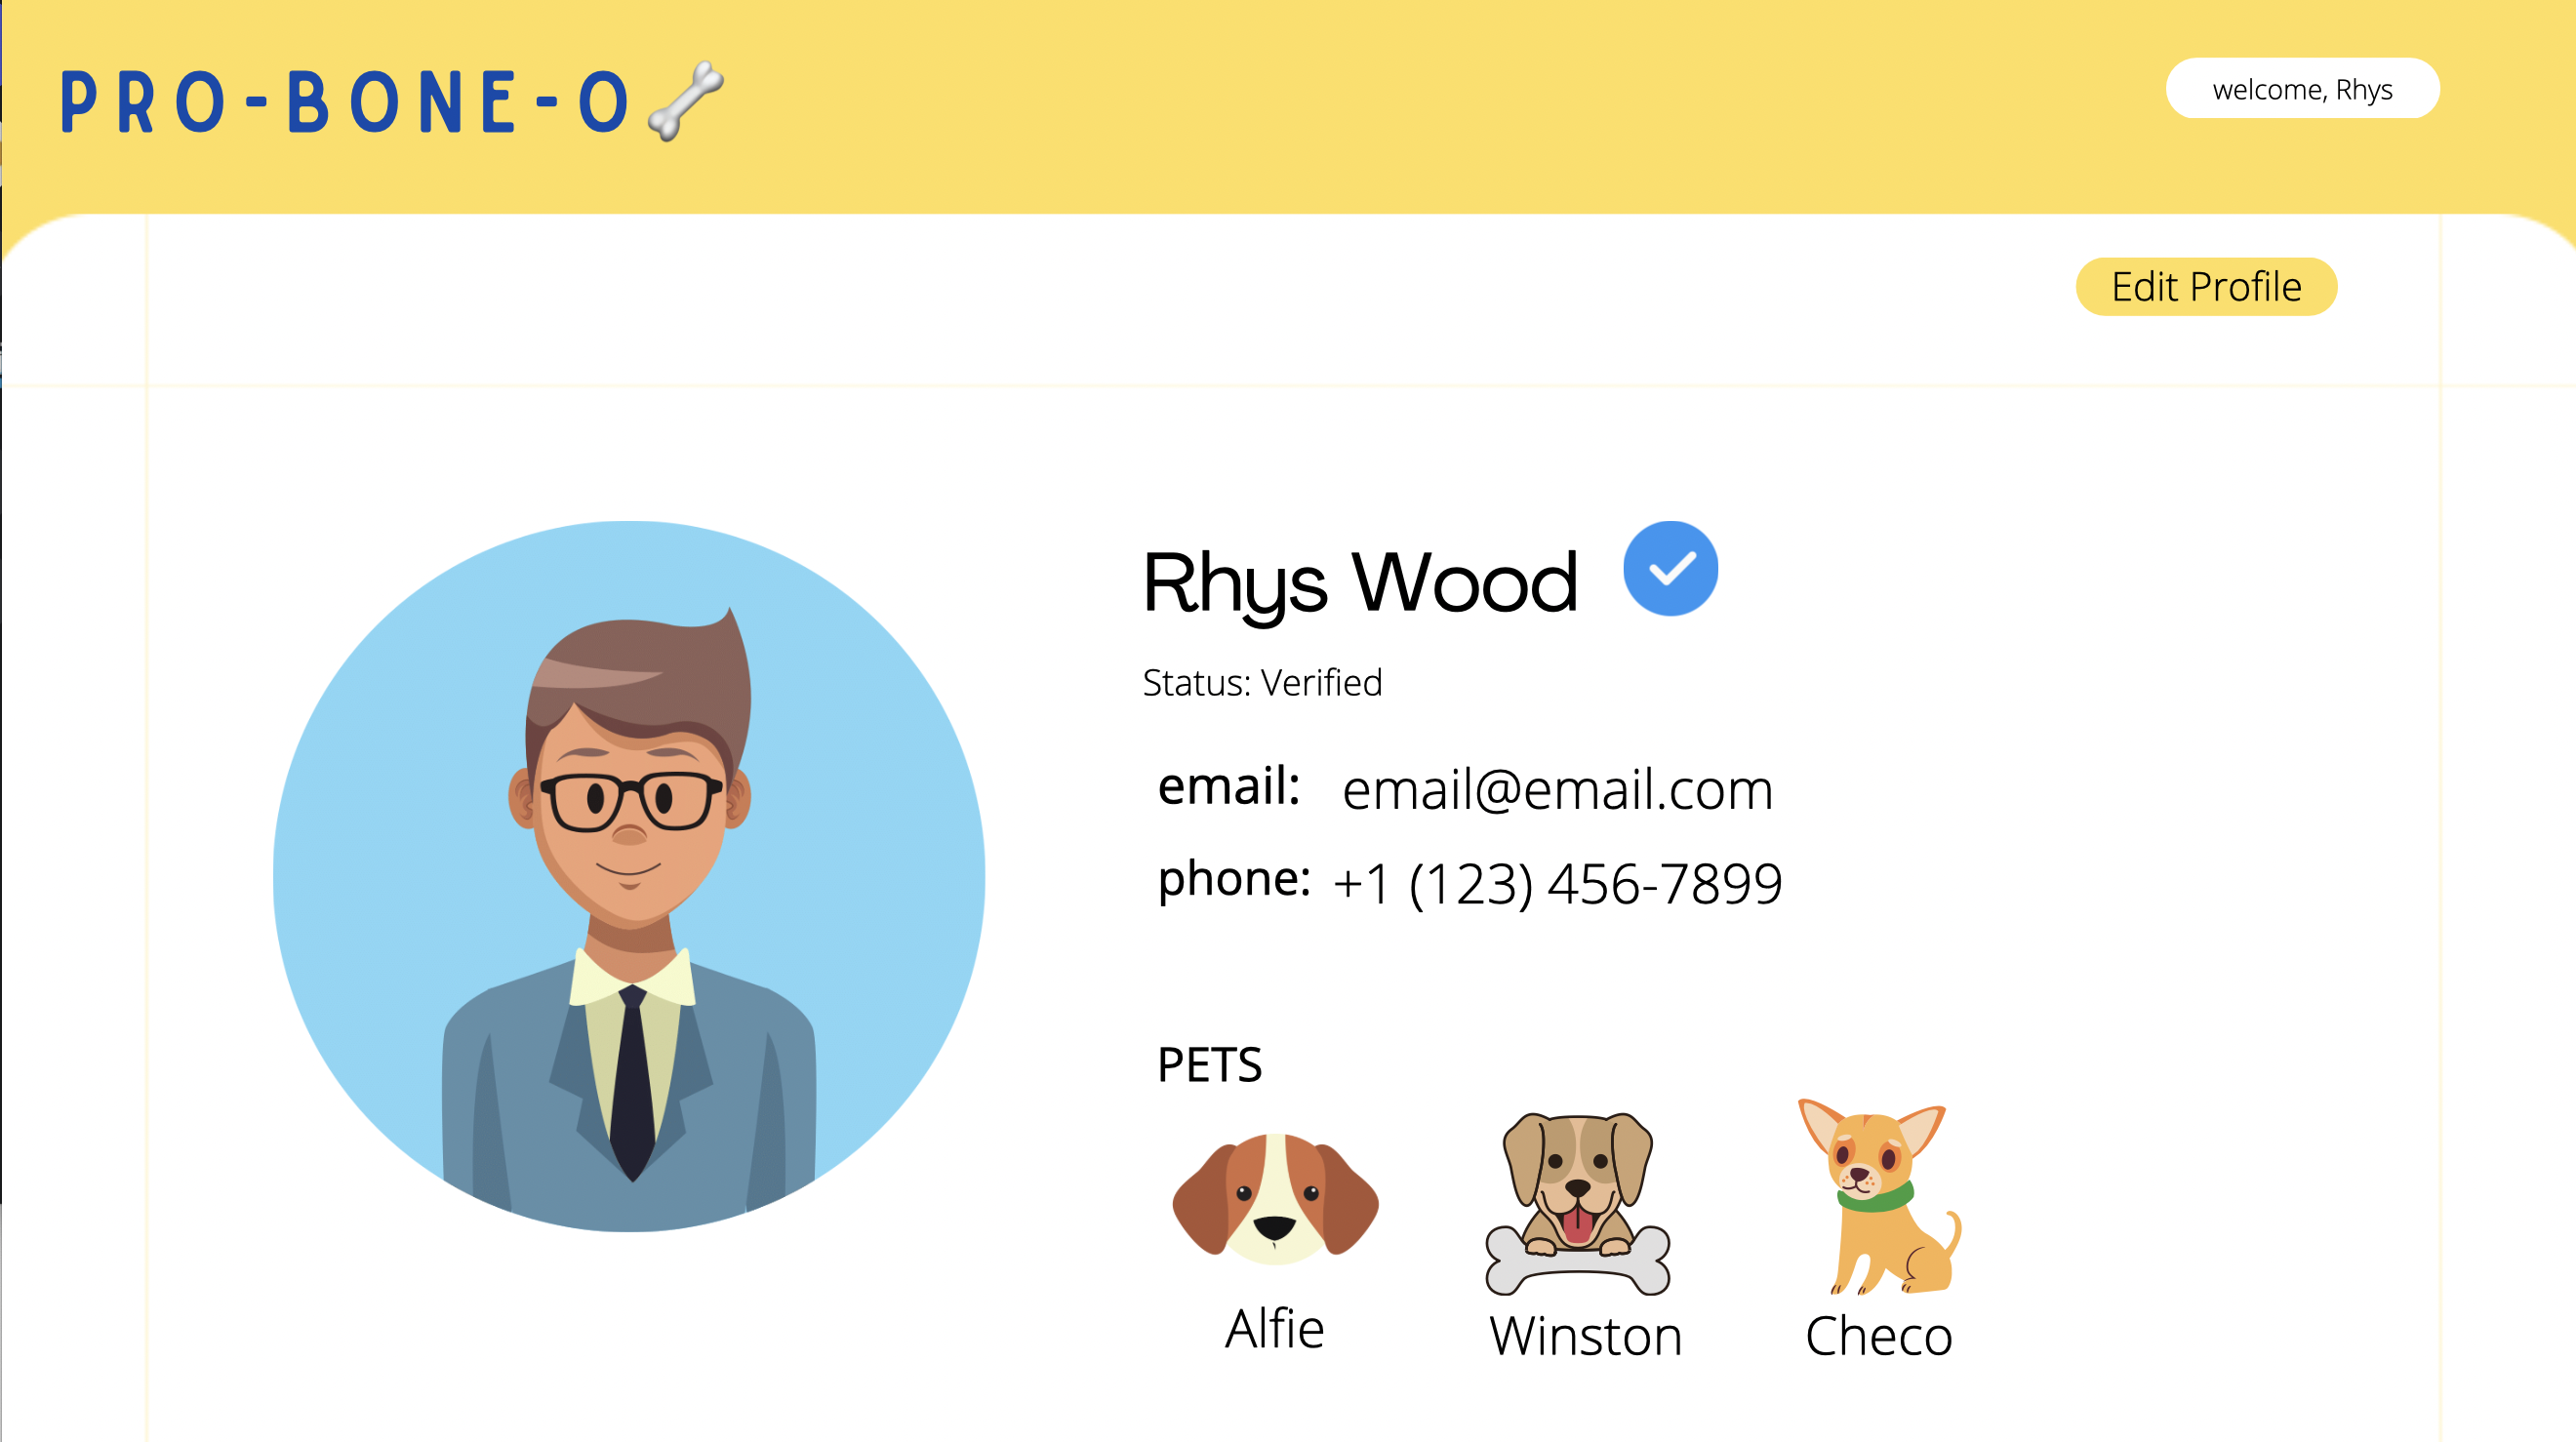 PRO-BONE-O
welcome, Rhys
Edit Profile
Rhys Wood
Status: Verified
email: email@email.com
phone: +1 (123) 456-7899
PETS
Alfie Winston Checo